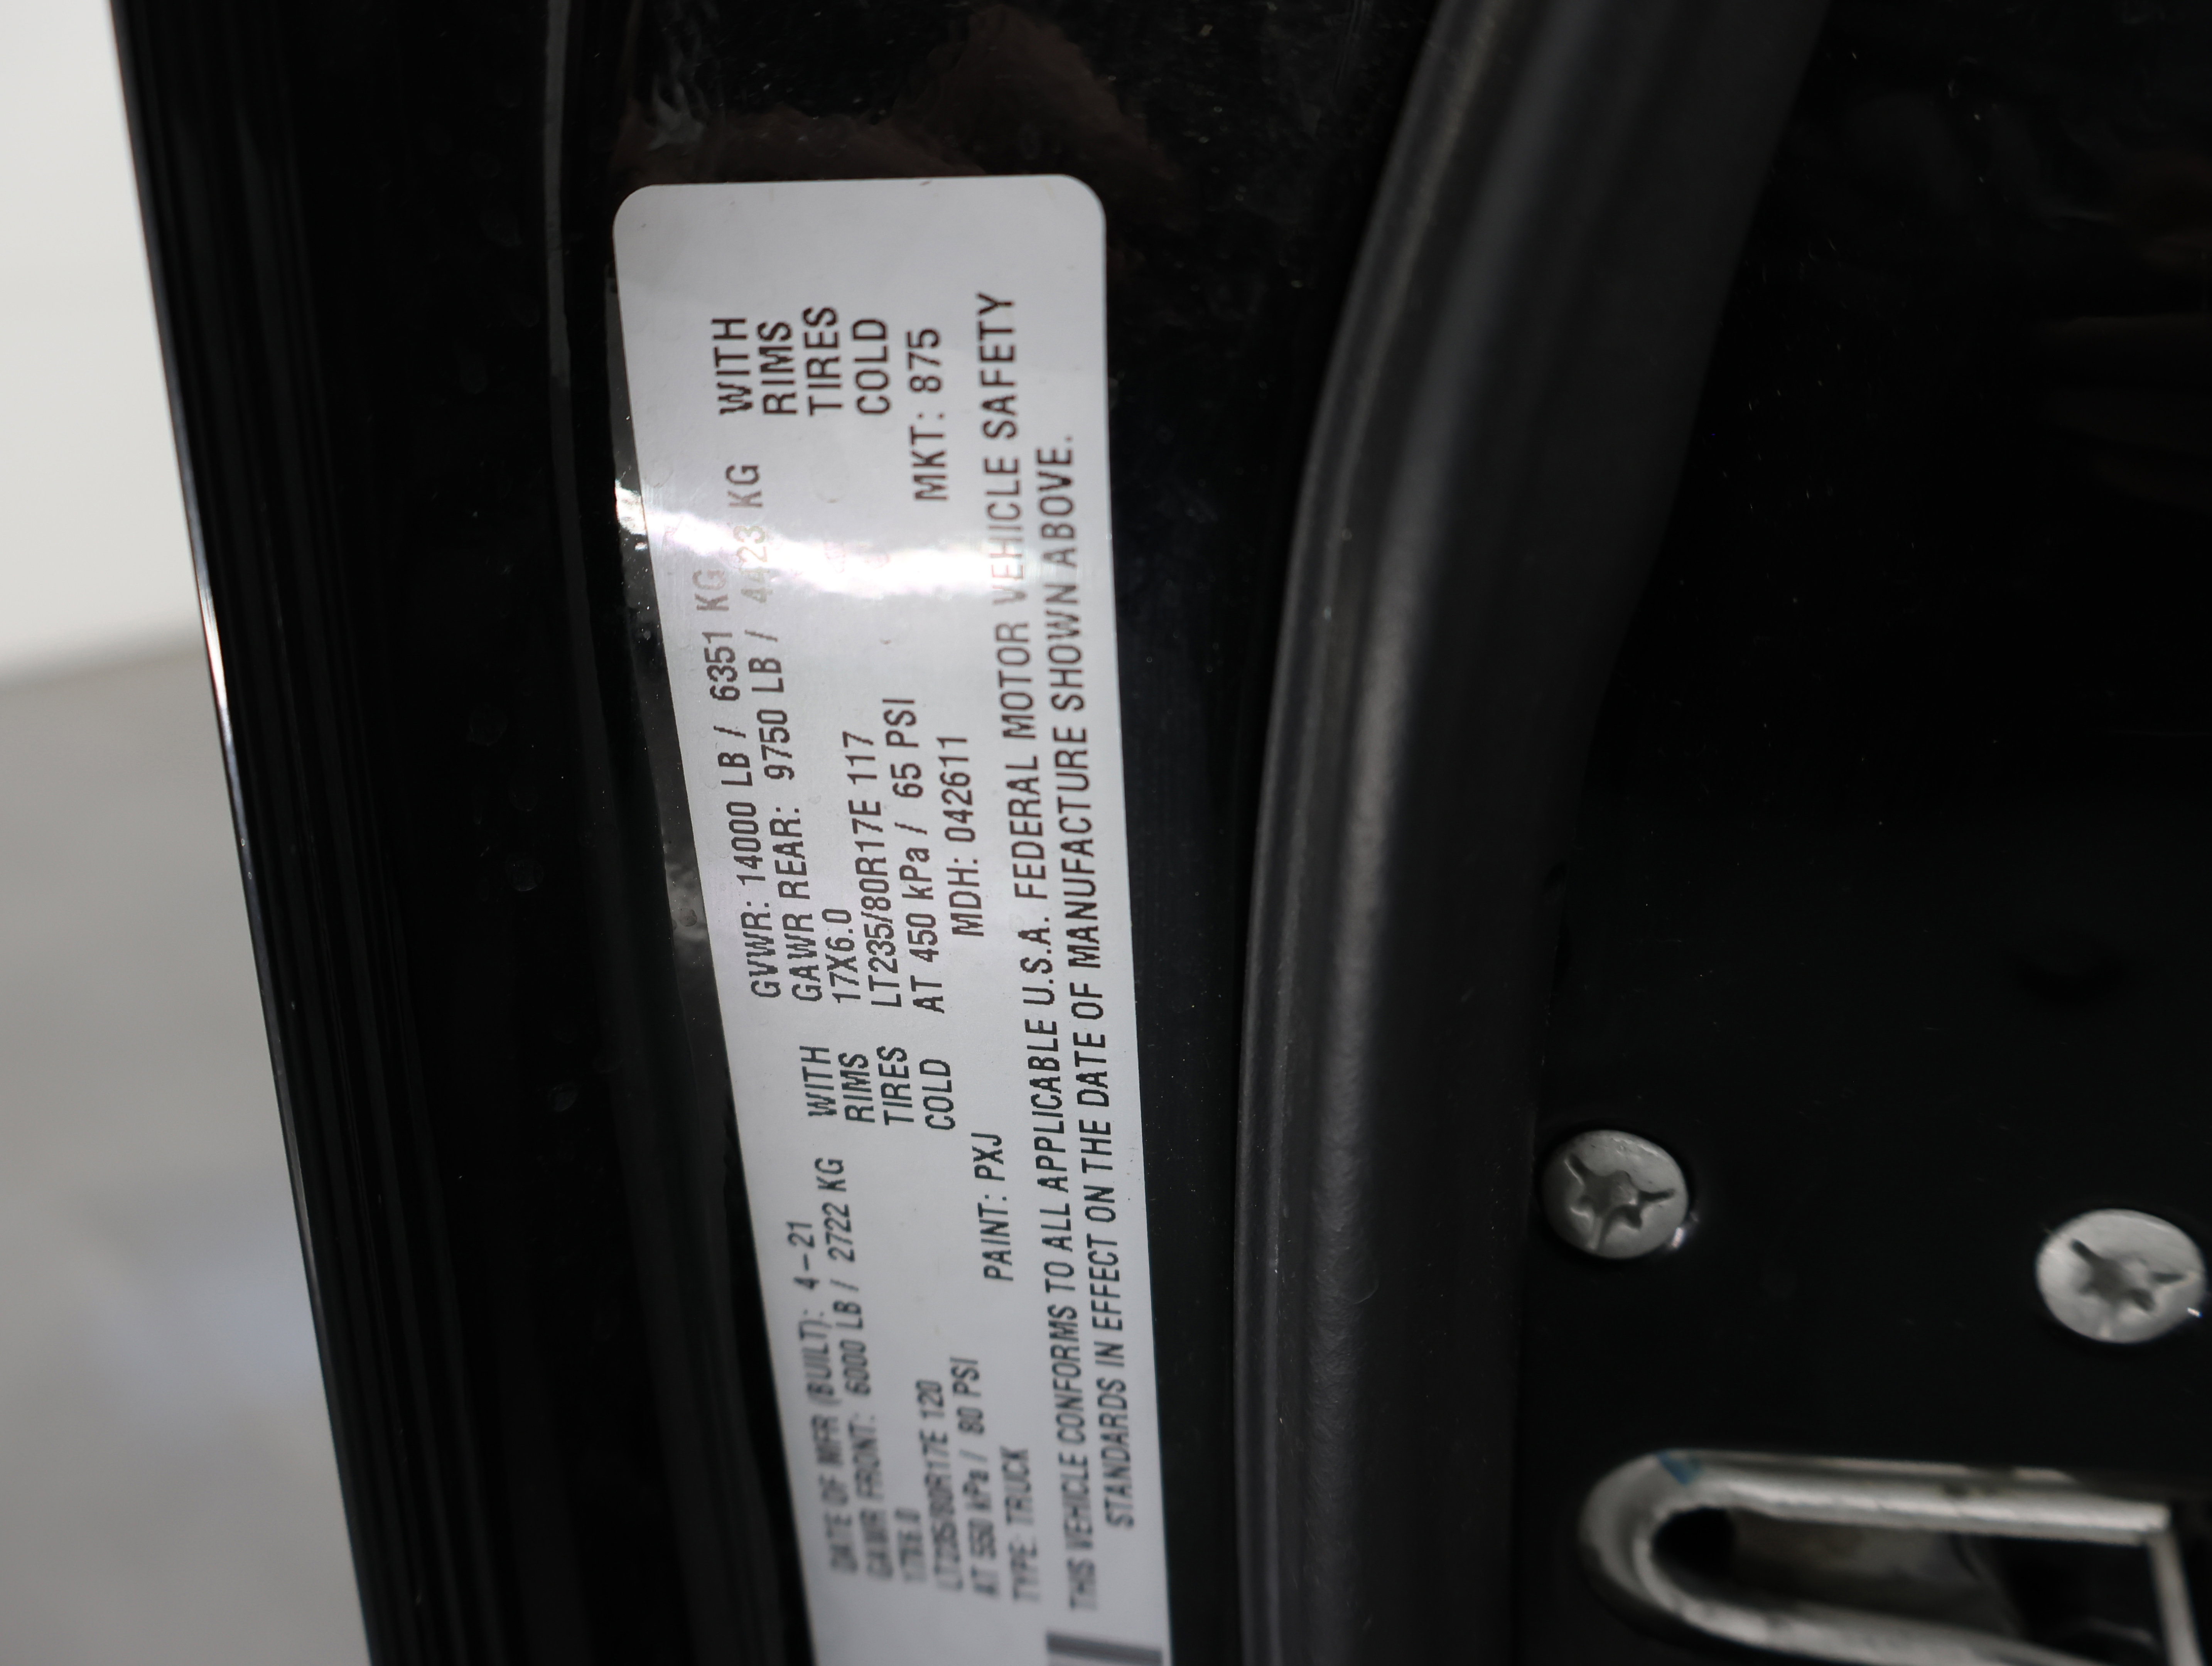 DATE OF MFR (BUILT): 4-21 GVWR: 14000 LB / 6351 KG
GAWR FRONT: 6000 LB / 2722 KG WITH GAWR REAR: 9750 LB / 4423 KG WITH
17X6.0 RIMS 17X6.0 RIMS
LT235/80R17E 120 TIRES LT235/80R17E 117 TIRES
AT 550 kPa / 80 PSI COLD AT 450 kPa / 65 PSI COLD
TYPE: TRUCK PAINT: PXJ MDH: 042611 MKT: 875
THIS VEHICLE CONFORMS TO ALL APPLICABLE U.S.A. FEDERAL MOTOR VEHICLE SAFETY
STANDARDS IN EFFECT ON THE DATE OF MANUFACTURE SHOWN ABOVE.